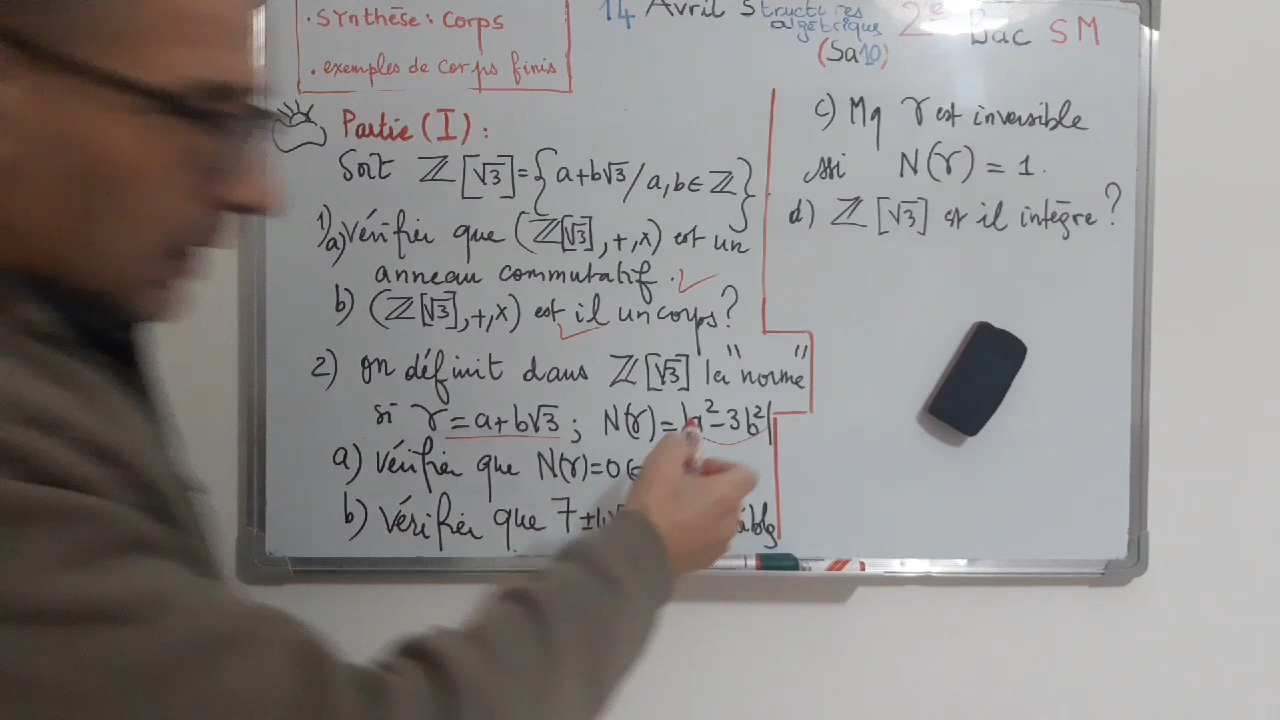 • Synthèse : Corps
• exemples de corps finis
14 Avril Structures algébriques
(Sa10)
2e Bac SM
Partie (I) :
Soit ℤ[√3] = {a+b√3 / a, b ∈ ℤ}
1) a) Vérifier que (ℤ[√3], +, ×) est un
anneau commutatif.
b) (ℤ[√3], +, ×) est il un corps ?
2) on définit dans ℤ[√3] la "norme"
si γ = a+b√3 ; N(γ) = |a²-3b²|
a) Vérifier que N(γ)=0
b) Vérifier que 7±
c) Mq γ est inversible
ssi N(γ) = 1.
d) ℤ[√3] est il intègre ?